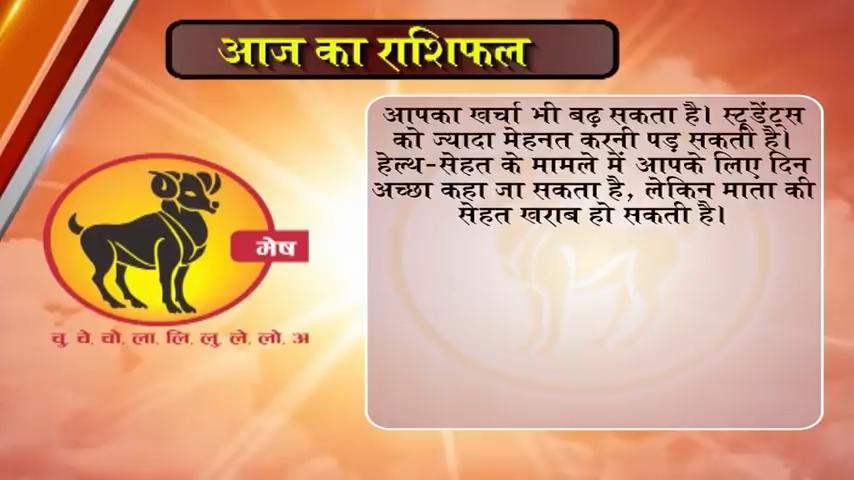 आज का राशिफल
आपका खर्चा भी बढ़ सकता है। स्टूडेंट्स
को ज्यादा मेहनत करनी पड़ सकती है।
हेल्थ-सेहत के मामले में आपके लिए दिन
अच्छा कहा जा सकता है, लेकिन माता की
सेहत खराब हो सकती है।
मेष
चु, चे, चो, ला, लि, लु, ले, लो, अ